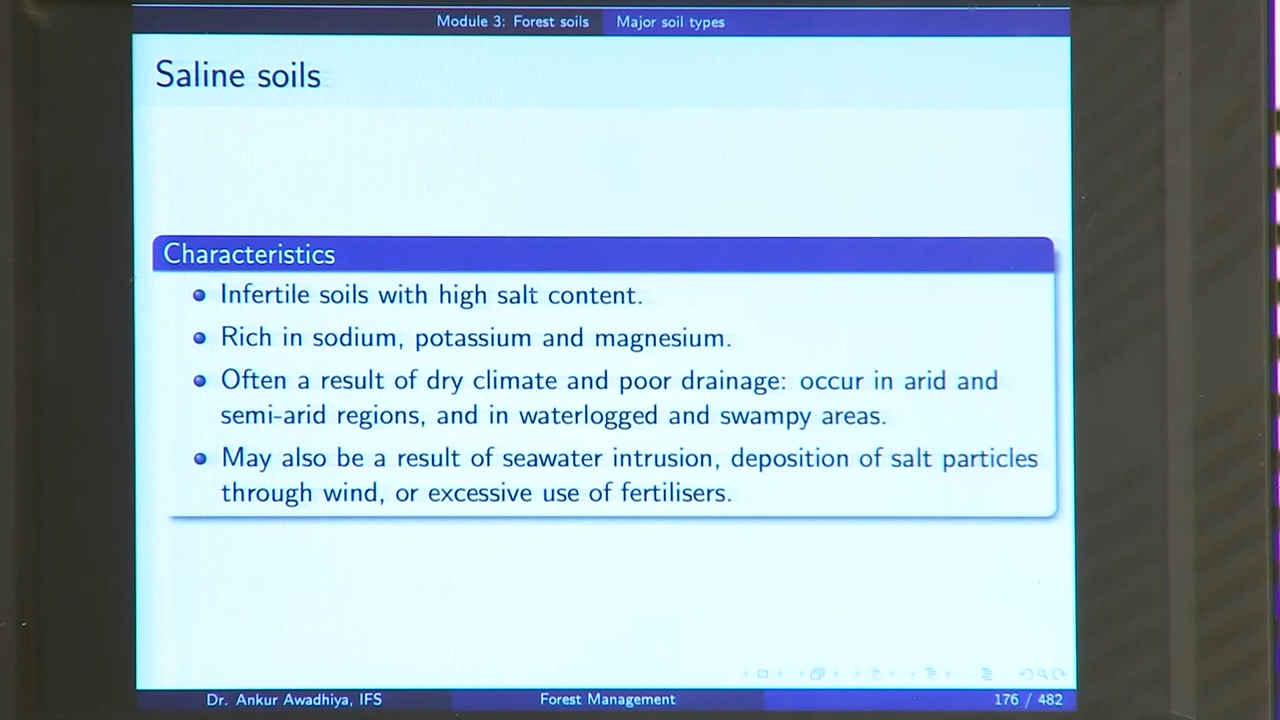 Module 3: Forest soils Major soil types
Saline soils
Characteristics
Infertile soils with high salt content.
Rich in sodium, potassium and magnesium.
Often a result of dry climate and poor drainage: occur in arid and
semi-arid regions, and in waterlogged and swampy areas.
May also be a result of seawater intrusion, deposition of salt particles
through wind, or excessive use of fertilisers.
Dr. Ankur Awadhiya, IFS Forest Management 176 / 482